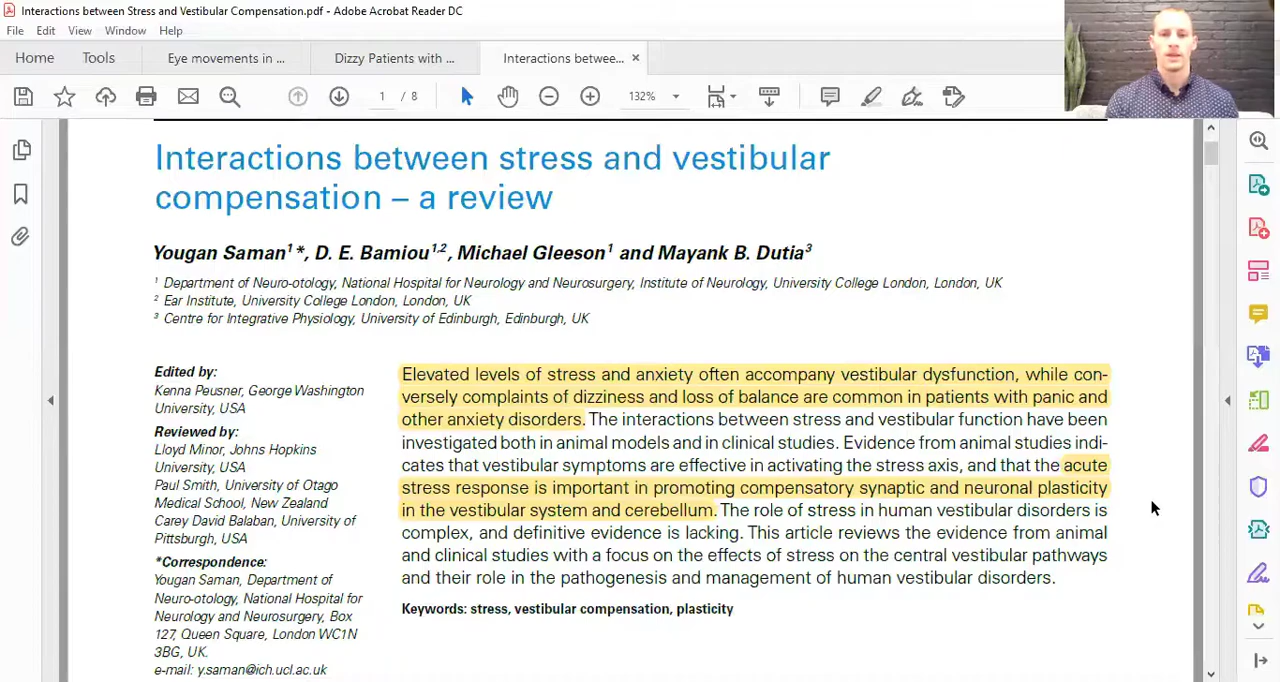 Interactions between Stress and Vestibular Compensation.pdf - Adobe Acrobat Reader DC
File Edit View Window Help
Home Tools Eye movements in ... Dizzy Patients with ... Interactions betwee... ×
1 / 8 132%
Interactions between stress and vestibular
compensation – a review
Yougan Saman1*, D. E. Bamiou1,2, Michael Gleeson1 and Mayank B. Dutia3
1 Department of Neuro-otology, National Hospital for Neurology and Neurosurgery, Institute of Neurology, University College London, London, UK
2 Ear Institute, University College London, London, UK
3 Centre for Integrative Physiology, University of Edinburgh, Edinburgh, UK
Edited by:
Kenna Peusner, George Washington
University, USA
Reviewed by:
Lloyd Minor, Johns Hopkins
University, USA
Paul Smith, University of Otago
Medical School, New Zealand
Carey David Balaban, University of
Pittsburgh, USA
*Correspondence:
Yougan Saman, Department of
Neuro-otology, National Hospital for
Neurology and Neurosurgery, Box
127, Queen Square, London WC1N
3BG, UK.
e-mail: y.saman@ich.ucl.ac.uk
Elevated levels of stress and anxiety often accompany vestibular dysfunction, while con-
versely complaints of dizziness and loss of balance are common in patients with panic and
other anxiety disorders. The interactions between stress and vestibular function have been
investigated both in animal models and in clinical studies. Evidence from animal studies indi-
cates that vestibular symptoms are effective in activating the stress axis, and that the acute
stress response is important in promoting compensatory synaptic and neuronal plasticity
in the vestibular system and cerebellum. The role of stress in human vestibular disorders is
complex, and definitive evidence is lacking. This article reviews the evidence from animal
and clinical studies with a focus on the effects of stress on the central vestibular pathways
and their role in the pathogenesis and management of human vestibular disorders.
Keywords: stress, vestibular compensation, plasticity